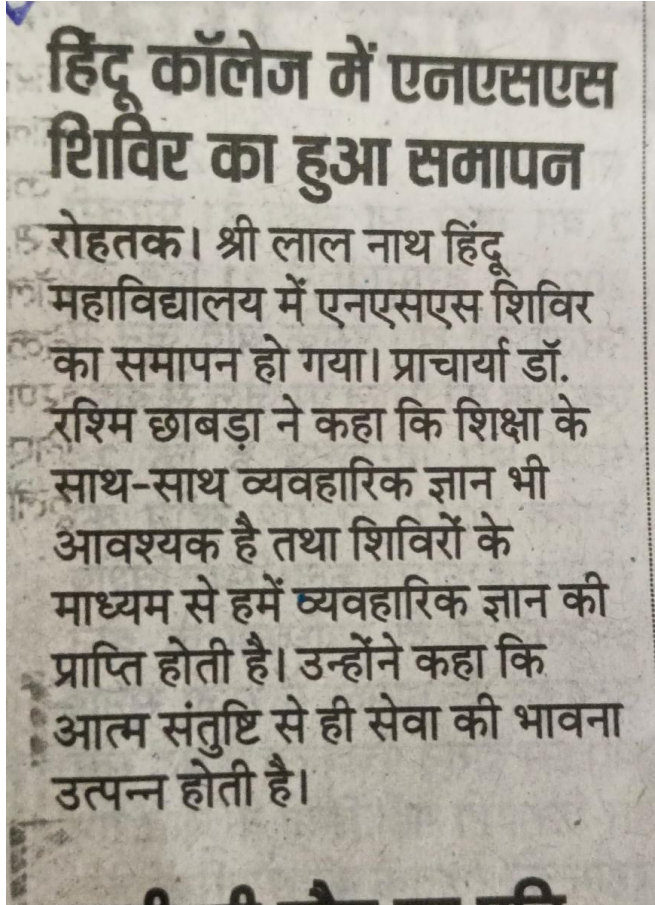 हिंदू कॉलेज में एनएसएस
शिविर का हुआ समापन
रोहतक। श्री लाल नाथ हिंदू
महाविद्यालय में एनएसएस शिविर
का समापन हो गया। प्राचार्या डॉ.
रश्मि छाबड़ा ने कहा कि शिक्षा के
साथ-साथ व्यवहारिक ज्ञान भी
आवश्यक है तथा शिविरों के
माध्यम से हमें व्यवहारिक ज्ञान की
प्राप्ति होती है। उन्होंने कहा कि
आत्म संतुष्टि से ही सेवा की भावना
उत्पन्न होती है।